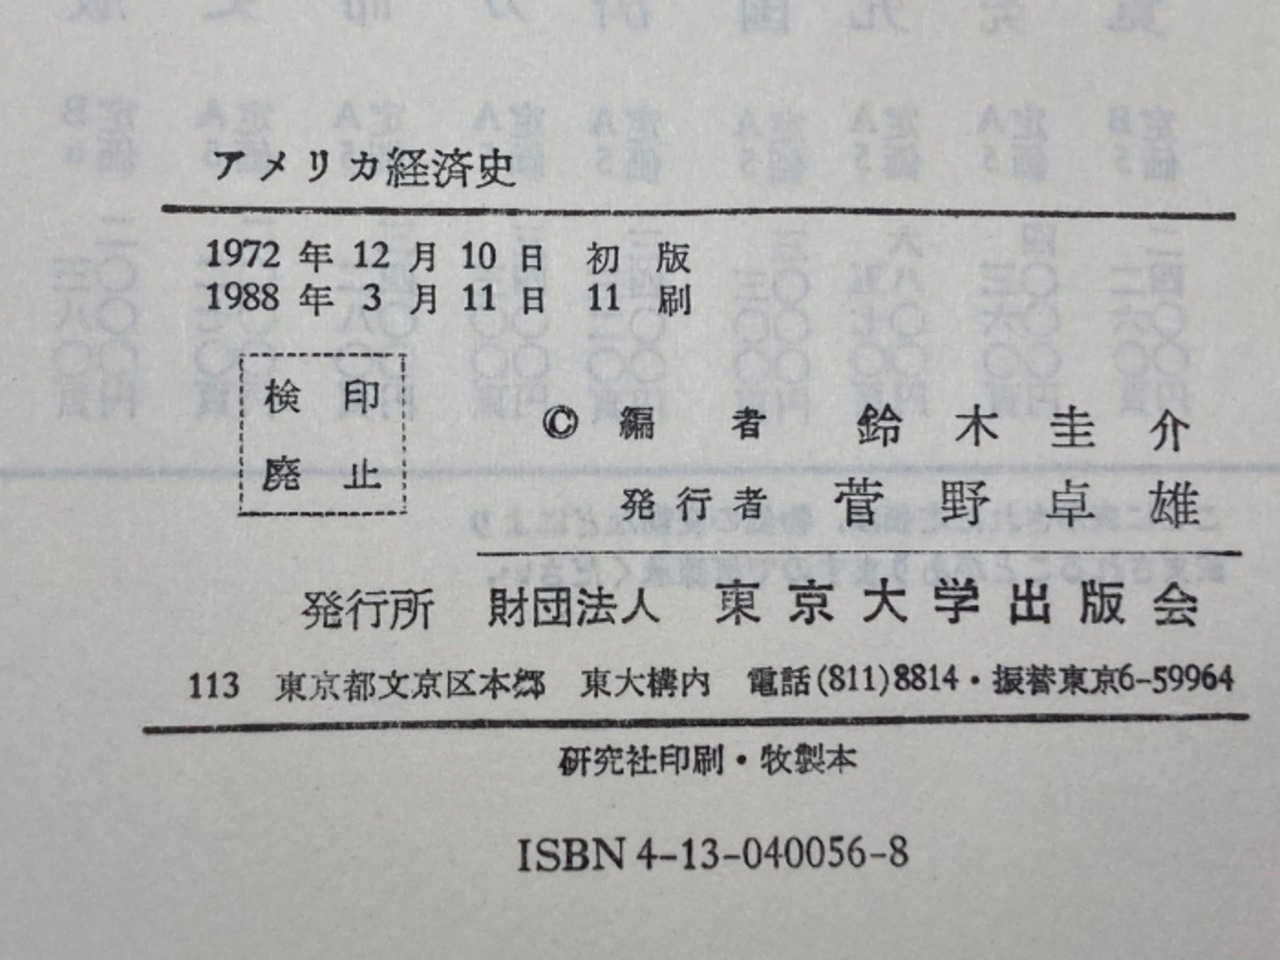 アメリカ経済史
1972 年 12 月 10 日 初 版
1988 年 3 月 11 日 11 刷
検 印
廃 止
© 編 者 鈴 木 圭 介
発 行 者 菅 野 卓 雄
発行所 財団法人 東 京 大 学 出 版 会
113 東京都文京区本郷 東大構内 電話(811)8814・振替東京6-59964
研究社印刷・牧製本
ISBN 4-13-040056-8